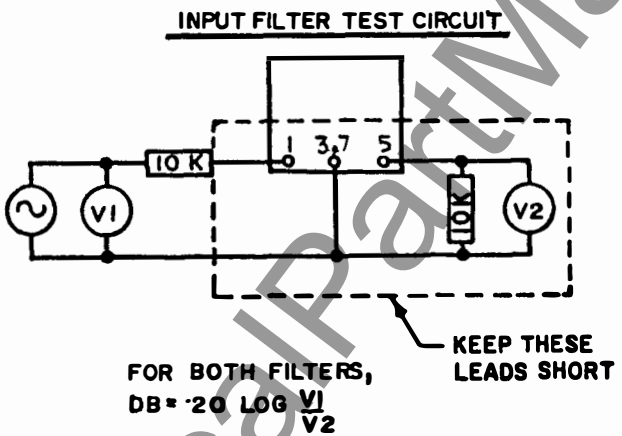 INPUT FILTER TEST CIRCUIT
1 3,7 5
10 K
V1
10K
V2
KEEP THESE
LEADS SHORT
FOR BOTH FILTERS,
DB = 20 LOG V1
V2